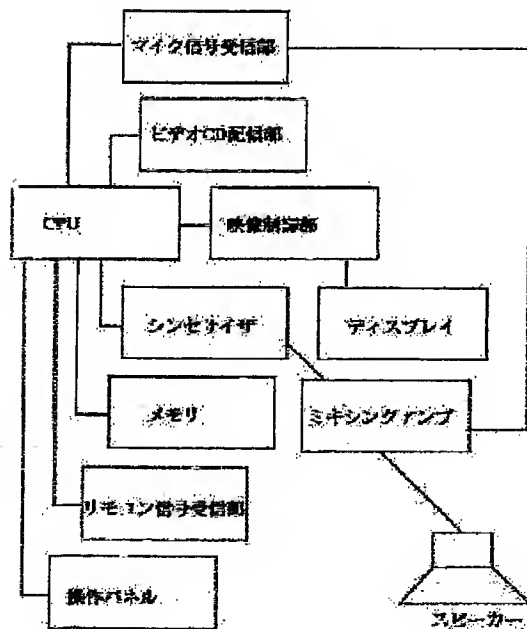 マイク信号受信部
ビデオCD配信部
CPU
映像制御部
シンセサイザ
ディスプレイ
メモリ
ミキシングアンプ
リモコン信号受信部
操作パネル
スピーカー